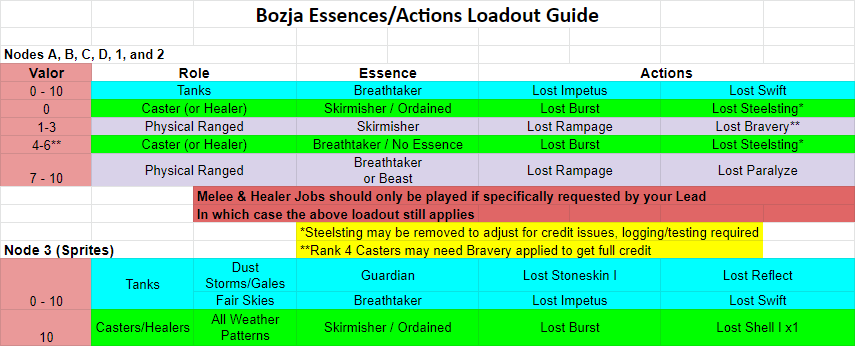 Bozja Essences/Actions Loadout Guide
Nodes A, B, C, D, 1, and 2
Valor Role Essence Actions
0 - 10 Tanks Breathtaker Lost Impetus Lost Swift
0 Caster (or Healer) Skirmisher / Ordained Lost Burst Lost Steelsting*
1-3 Physical Ranged Skirmisher Lost Rampage Lost Bravery**
4-6** Caster (or Healer) Breathtaker / No Essence Lost Burst Lost Steelsting*
7 - 10 Physical Ranged Breathtaker
or Beast Lost Rampage Lost Paralyze
Melee & Healer Jobs should only be played if specifically requested by your Lead
In which case the above loadout still applies
*Steelsting may be removed to adjust for credit issues, logging/testing required
Node 3 (Sprites) **Rank 4 Casters may need Bravery applied to get full credit
0 - 10 Tanks Dust
Storms/Gales Guardian Lost Stoneskin I Lost Reflect
Fair Skies Breathtaker Lost Impetus Lost Swift
10 Casters/Healers All Weather
Patterns Skirmisher / Ordained Lost Burst Lost Shell I x1